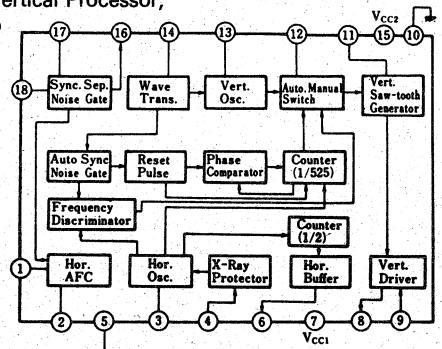 Vertical Processor,
VCC2
17
16
14
13
12
11
15
10
18
Sync. Sep.
Noise Gate
Wave
Trans.
Vert.
Osc.
Auto. Manual
Switch
Vert.
Saw-tooth
Generator
Auto Sync
Noise Gate
Reset
Pulse
Phase
Comparator
Counter
(1/525)
Frequency
Discriminator
Counter
(1/2)
1
Hor.
AFC
Hor.
Osc.
X-Ray
Protector
Hor.
Buffer
Vert.
Driver
2
5
3
4
6
7
8
9
VCC1